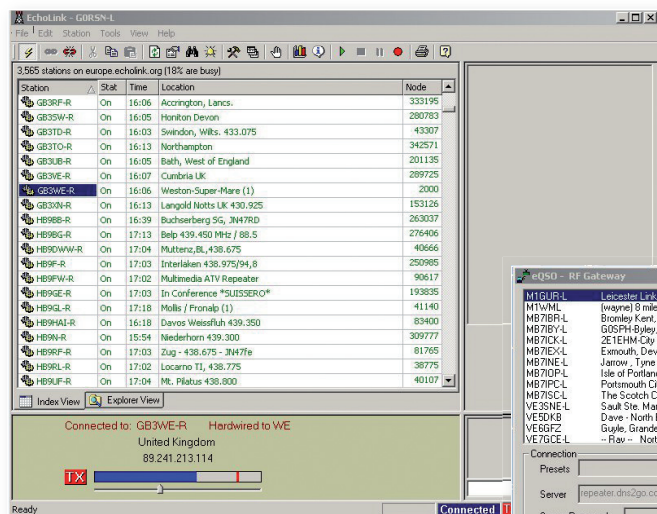 EchoLink - G0RSN-L
File Edit Station Tools View Help
3,565 stations on europe.echolink.org (18% are busy)
Station Stat Time Location Node
GB3RF-R On 16:06 Accrington, Lancs. 333195
GB3SW-R On 16:05 Honiton Devon 280783
GB3TD-R On 16:03 Swindon, Wilts. 433.075 43307
GB3TO-R On 16:13 Northampton 342571
GB3UB-R On 16:05 Bath, West of England 201135
GB3VE-R On 16:07 Cumbria UK 289725
GB3WE-R On 16:06 Weston-Super-Mare (1) 2000
GB3XN-R On 16:13 Langold Notts UK 430.925 153126
HB9BB-R On 16:39 Buchserberg SG, JN47RD 263037
HB9BG-R On 17:13 Belp 439.450 MHz / 88.5 276406
HB9DWW-R On 17:04 Muttenz,BL,438.675 40666
HB9F-R On 17:03 Interlaken 438.975/94,8 250985
HB9FW-R On 17:02 Multimedia ATV Repeater 90617
HB9GE-R On 17:03 In Conference *SUISSERO* 193835
HB9GL-R On 17:18 Mollis / Fronalp (1) 41140
HB9HAI-R On 16:18 Davos Weissfluh 439.350 83400
HB9N-R On 15:54 Niederhorn 439.300 309777
HB9RF-R On 17:03 Zug - 438.675 - JN47fe 81765
HB9RL-R On 17:02 Locarno TI, 438.775 38775
HB9UF-R On 17:04 Mt. Pilatus 438.800 40107
Index View Explorer View
Connected to: GB3WE-R Hardwired to WE
United Kingdom
89.241.213.114
TX
Ready
Connected
eQSO - RF Gateway
M1GUR-L Leicester Link
M1WML (wayne) 8 mile
MB7IBR-L Bromley Kent,
MB7IBY-L G0SPH-Byley,
MB7ICK-L 2E1EHM-City
MB7IEX-L Exmouth, Dev
MB7INE-L Jarrow , Tyne
MB7IOP-L Isle of Portlan
MB7IPC-L Portsmouth Cit
MB7ISC-L The Scotch C
VE3SNE-L Sault Ste. Mar
VE5DKB Dave - North B
VE6GFZ Guyle, Grande
VE7GCE-L -- Ray -- Nort
Connection
Presets
Server repeater.dns2go.co